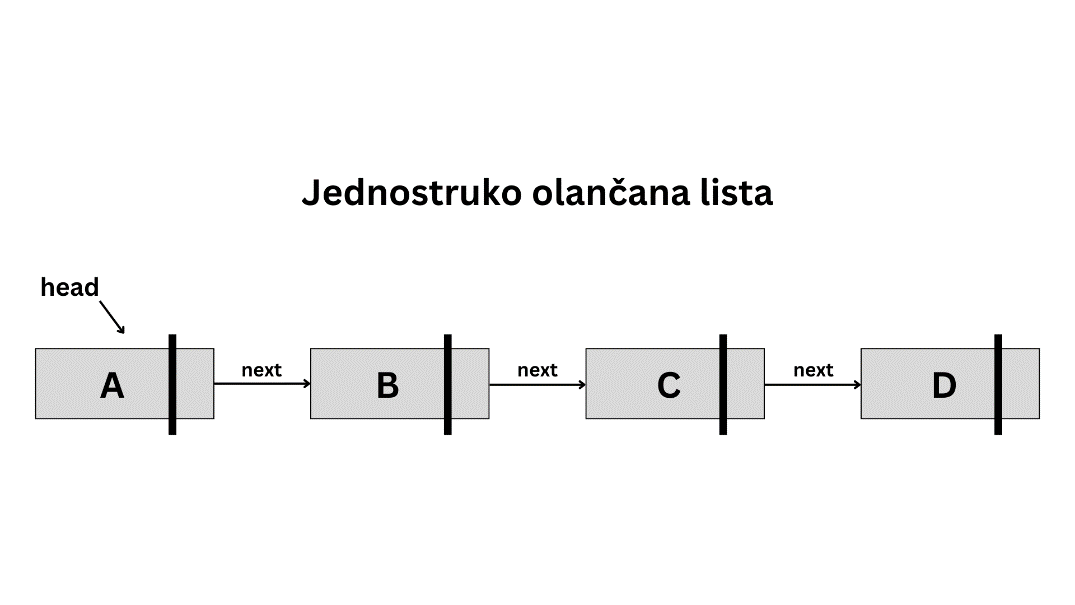 Jednostruko olančana lista
head
A
next
B
next
C
next
D